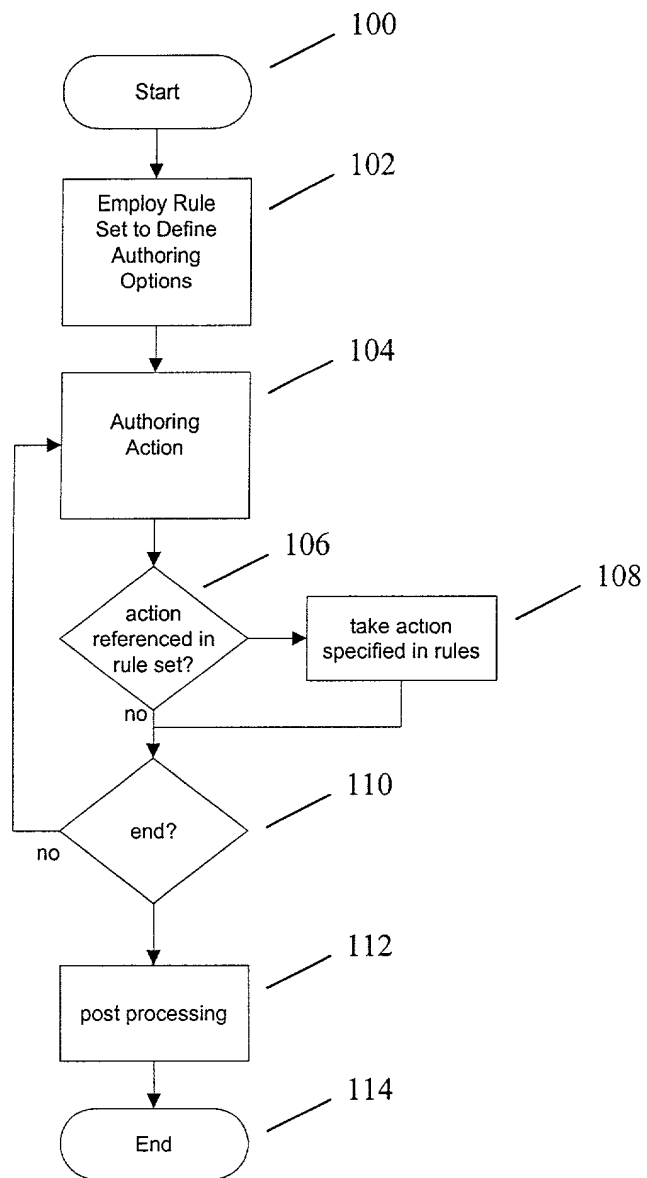 100
Start
102
Employ Rule
Set to Define
Authoring
Options
104
Authoring
Action
106
action
referenced in
rule set?
no
108
take action
specified in rules
110
end?
no
112
post processing
114
End